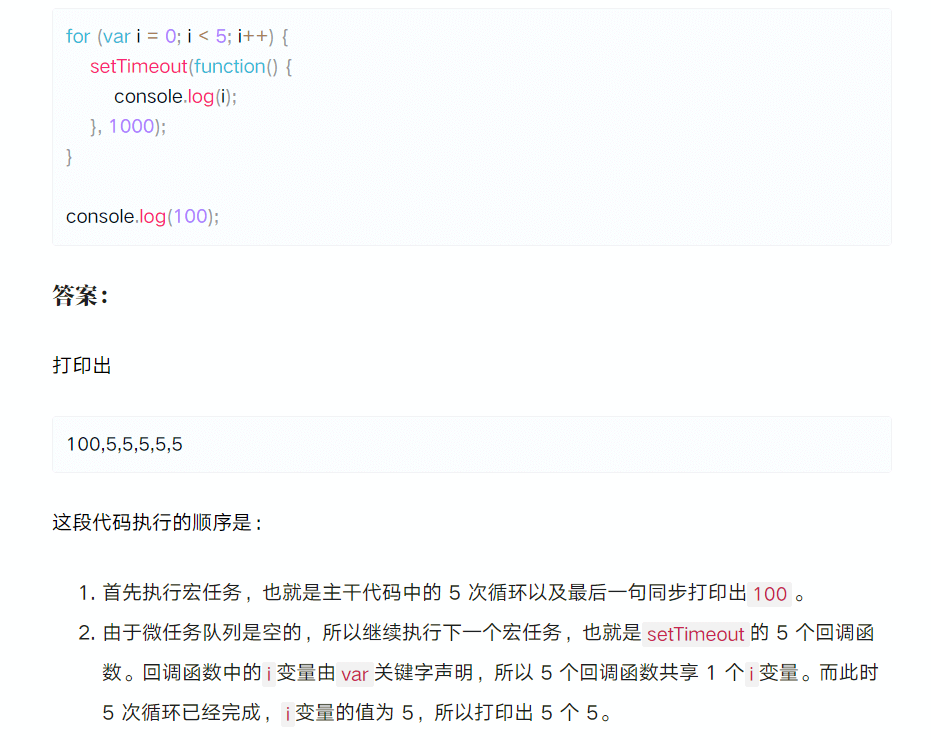 for (var i = 0; i < 5; i++) {
setTimeout(function() {
console.log(i);
}, 1000);
}
console.log(100);
答案：
打印出
100,5,5,5,5,5
这段代码执行的顺序是：
1. 首先执行宏任务，也就是主干代码中的 5 次循环以及最后一句同步打印出 100 。
2. 由于微任务队列是空的，所以继续执行下一个宏任务，也就是 setTimeout 的 5 个回调函
数。回调函数中的 i 变量由 var 关键字声明，所以 5 个回调函数共享 1 个 i 变量。而此时
5 次循环已经完成， i 变量的值为 5，所以打印出 5 个 5。